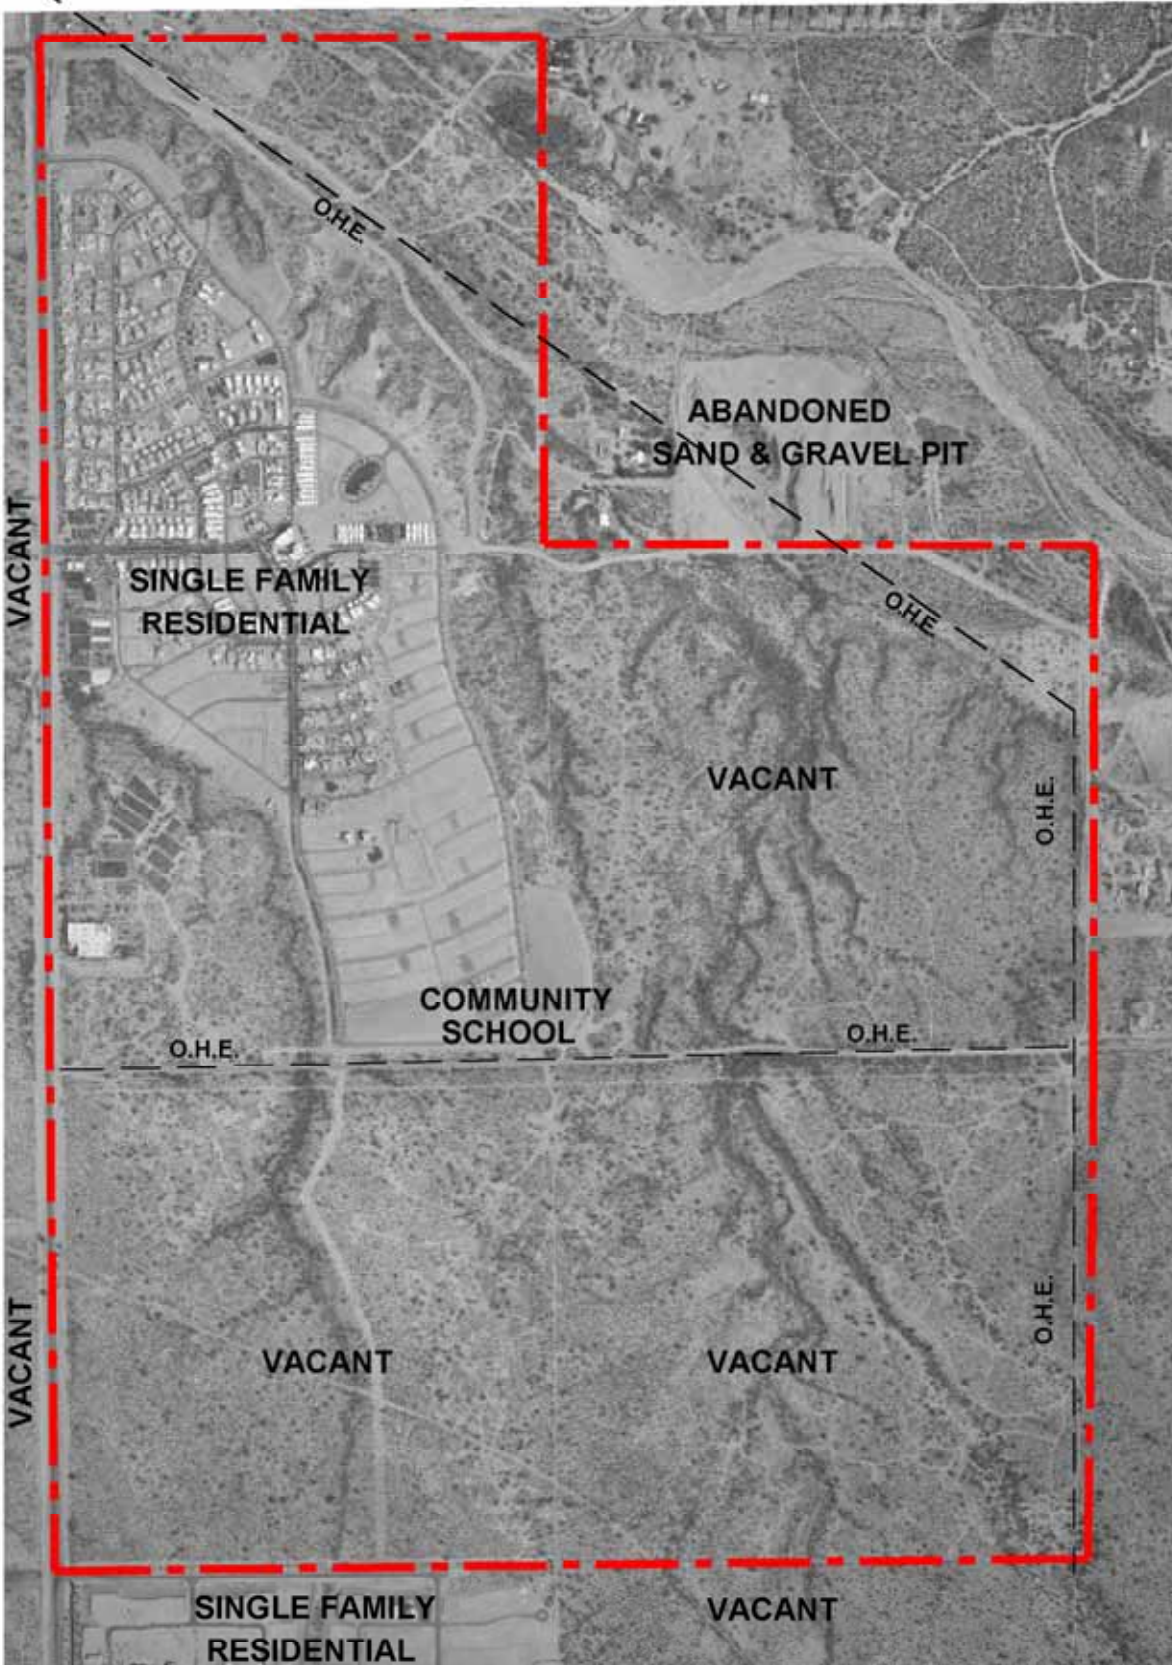 O.H.E.
ABANDONED
SAND & GRAVEL PIT
VACANT
SINGLE FAMILY
RESIDENTIAL
O.H.E.
VACANT
O.H.E.
COMMUNITY
SCHOOL
O.H.E.
O.H.E.
VACANT
VACANT
VACANT
O.H.E.
SINGLE FAMILY
RESIDENTIAL
VACANT